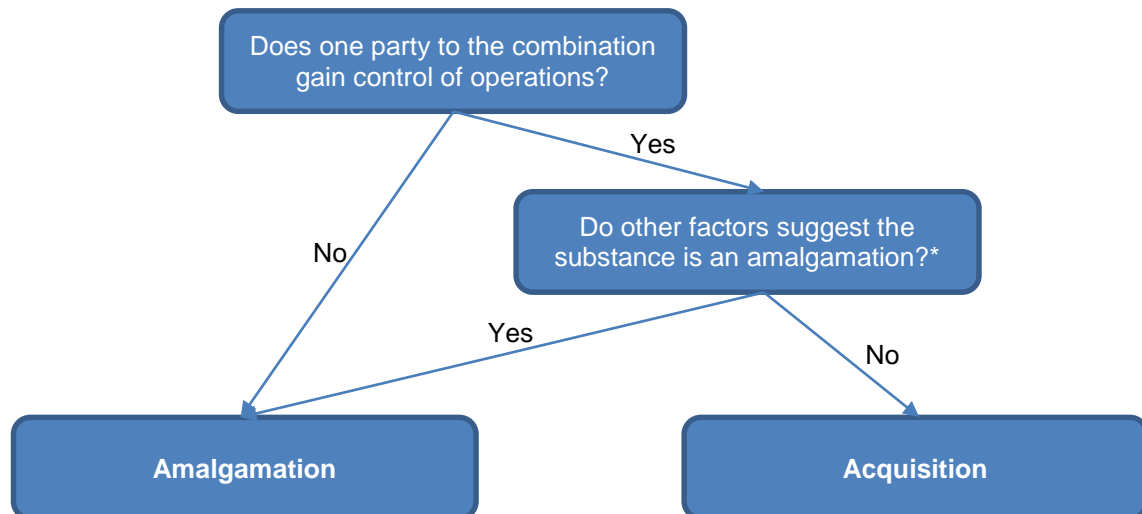 Does one party to the combination
gain control of operations?
Yes
Do other factors suggest the
substance is an amalgamation?*
No
Yes
No
Amalgamation
Acquisition